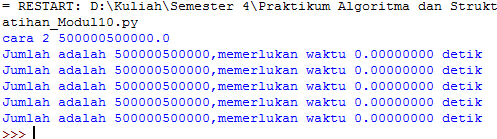 = RESTART: D:\Kuliah\Semester 4\Praktikum Algoritma dan Strukt
atihan_Modul10.py
cara 2 500000500000.0
Jumlah adalah 500000500000,memerlukan waktu 0.00000000 detik
Jumlah adalah 500000500000,memerlukan waktu 0.00000000 detik
Jumlah adalah 500000500000,memerlukan waktu 0.00000000 detik
Jumlah adalah 500000500000,memerlukan waktu 0.00000000 detik
Jumlah adalah 500000500000,memerlukan waktu 0.00000000 detik
>>>